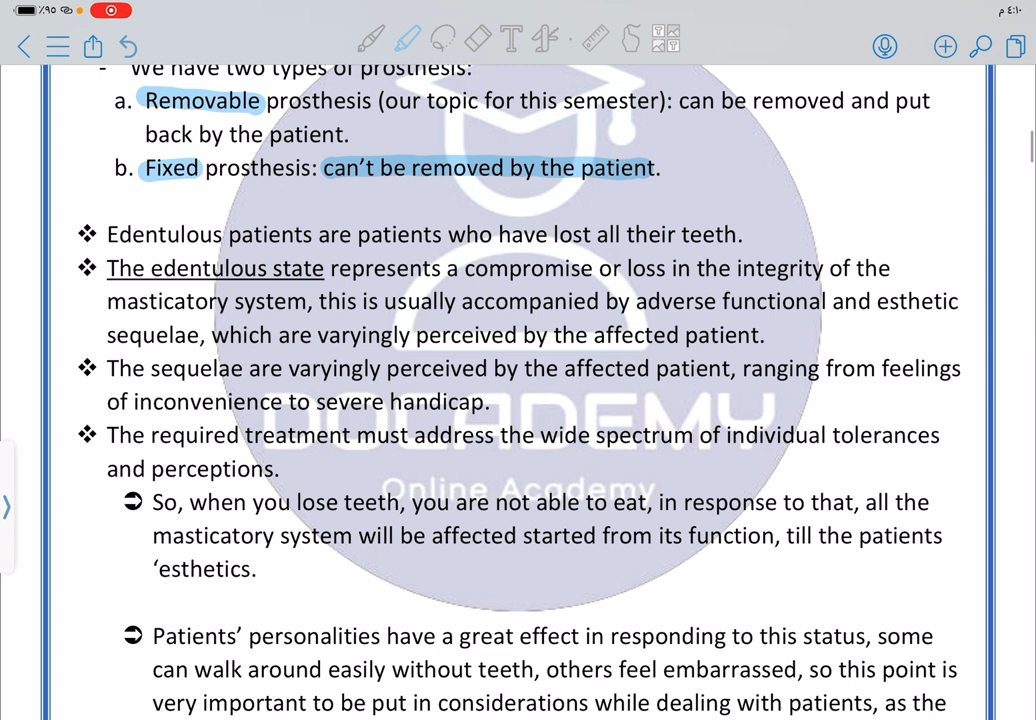 ٪٩٥
٤:١٠ م
- We have two types of prosthesis:
a. Removable prosthesis (our topic for this semester): can be removed and put
back by the patient.
b. Fixed prosthesis: can't be removed by the patient.
❖ Edentulous patients are patients who have lost all their teeth.
❖ The edentulous state represents a compromise or loss in the integrity of the
masticatory system, this is usually accompanied by adverse functional and esthetic
sequelae, which are varyingly perceived by the affected patient.
❖ The sequelae are varyingly perceived by the affected patient, ranging from feelings
of inconvenience to severe handicap.
DOCADEMY
❖ The required treatment must address the wide spectrum of individual tolerances
and perceptions.
Online Academy
➲ So, when you lose teeth, you are not able to eat, in response to that, all the
masticatory system will be affected started from its function, till the patients
‘esthetics.
➲ Patients’ personalities have a great effect in responding to this status, some
can walk around easily without teeth, others feel embarrassed, so this point is
very important to be put in considerations while dealing with patients, as the